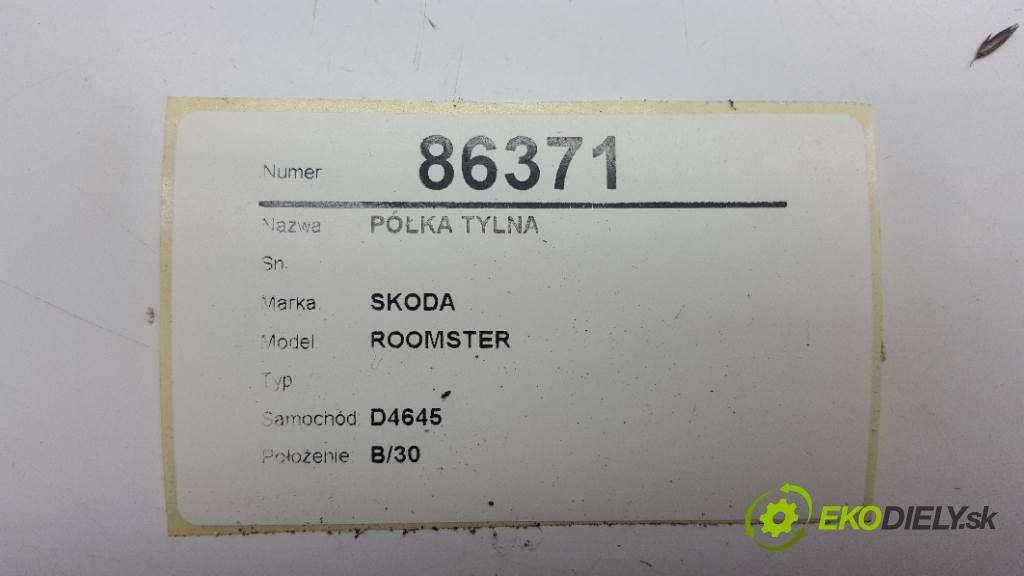 Numer 86371
Nazwa PÓŁKA TYLNA
Sn.
Marka SKODA
Model ROOMSTER
Typ
Samochód: D4645
Położenie B/30
EKODIELY.sk